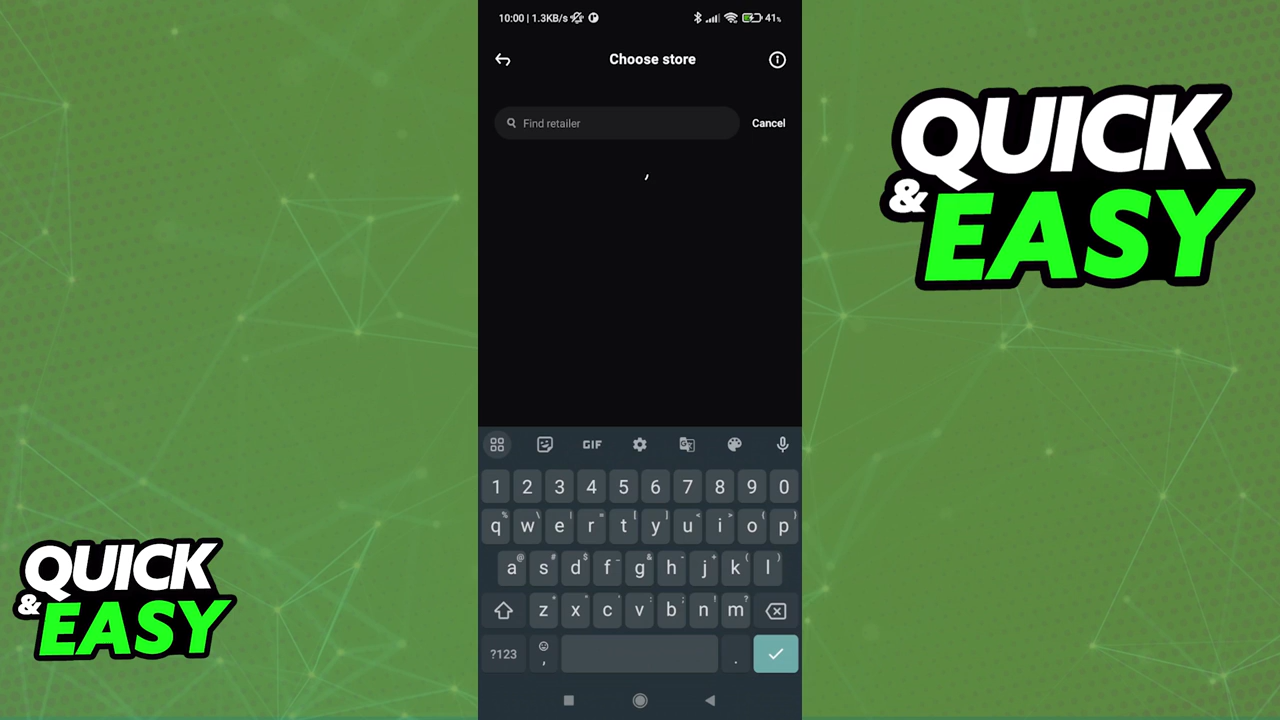 10:00 | 1.3KB/s
41%
Choose store
Find retailer
Cancel
QUICK
&
EASY
QUICK
&
EASY
GIF
1 2 3 4 5 6 7 8 9 0
q w e r t y u i o p
% \ | = [ ] < > ( )
a s d f g h j k l
@ # $ _ & - + ( )
z x c v b n m
* " ' : ; ! ?
?123 , .